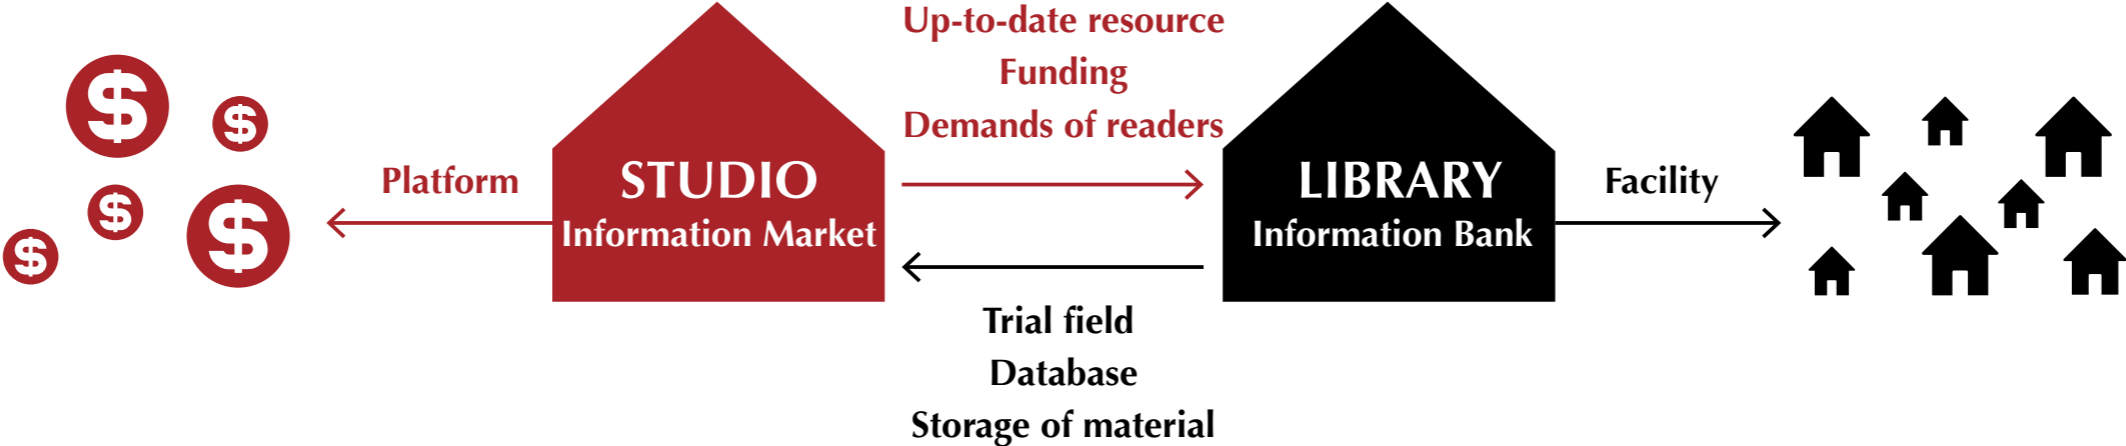 $
$
$
$
$
Platform
STUDIO
Information Market
Up-to-date resource
Funding
Demands of readers
Trial field
Database
Storage of material
LIBRARY
Information Bank
Facility